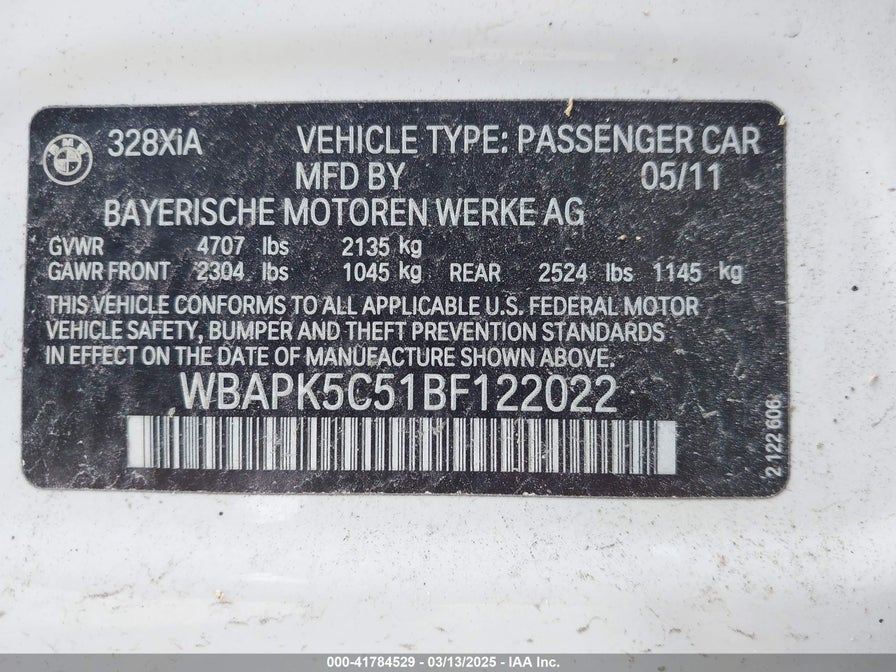 BMW 328XiA VEHICLE TYPE: PASSENGER CAR
MFD BY 05/11
BAYERISCHE MOTOREN WERKE AG
GVWR 4707 lbs 2135 kg
GAWR FRONT 2304 lbs 1045 kg REAR 2524 lbs 1145 kg
THIS VEHICLE CONFORMS TO ALL APPLICABLE U.S. FEDERAL MOTOR
VEHICLE SAFETY, BUMPER AND THEFT PREVENTION STANDARDS
IN EFFECT ON THE DATE OF MANUFACTURE SHOWN ABOVE.
WBAPK5C51BF122022
2 122 606
000-41784529 - 03/13/2025 - IAA Inc.